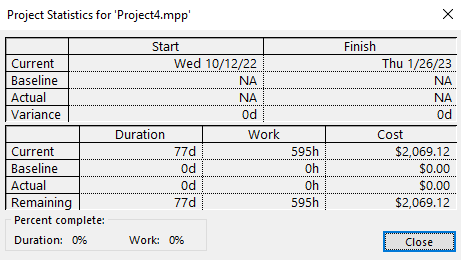 Project Statistics for 'Project4.mpp'
Start Finish
Current Wed 10/12/22 Thu 1/26/23
Baseline NA NA
Actual NA NA
Variance 0d 0d
Duration Work Cost
Current 77d 595h $2,069.12
Baseline 0d 0h $0.00
Actual 0d 0h $0.00
Remaining 77d 595h $2,069.12
Percent complete:
Duration: 0% Work: 0%
Close